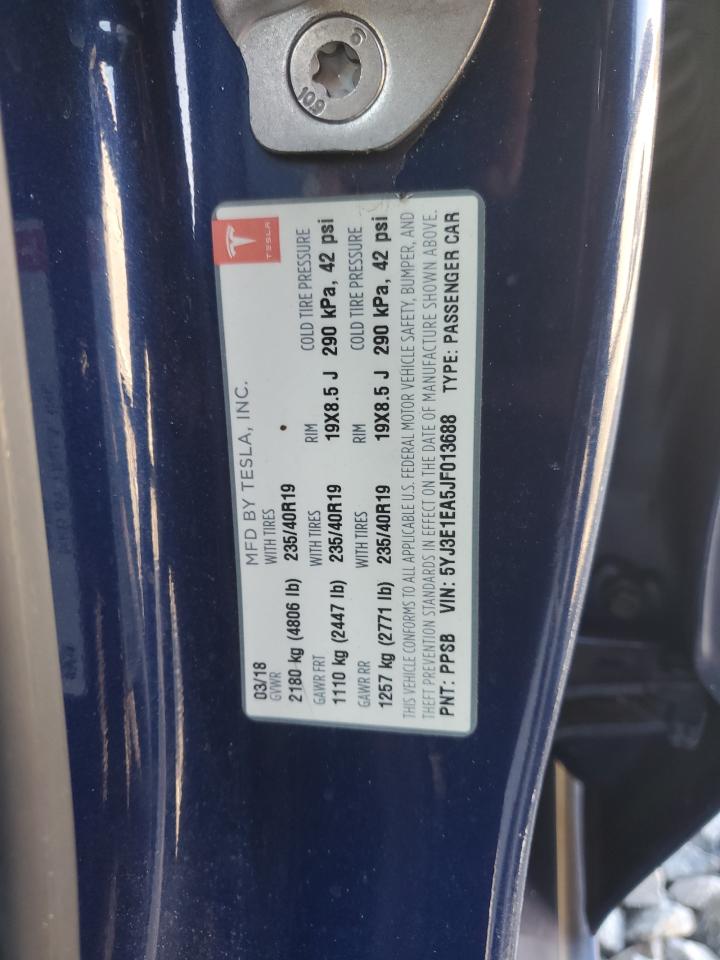 10.9
TESLA
03/18 MFD BY TESLA, INC.
GVWR WITH TIRES
2180 kg (4806 lb) 235/40R19
GAWR FRT WITH TIRES RIM COLD TIRE PRESSURE
1110 kg (2447 lb) 235/40R19 19X8.5 J 290 kPa, 42 psi
GAWR RR WITH TIRES RIM COLD TIRE PRESSURE
1257 kg (2771 lb) 235/40R19 19X8.5 J 290 kPa, 42 psi
THIS VEHICLE CONFORMS TO ALL APPLICABLE U.S. FEDERAL MOTOR VEHICLE SAFETY, BUMPER, AND
THEFT PREVENTION STANDARDS IN EFFECT ON THE DATE OF MANUFACTURE SHOWN ABOVE.
PNT: PPSB VIN: 5YJ3E1EA5JF013688 TYPE: PASSENGER CAR